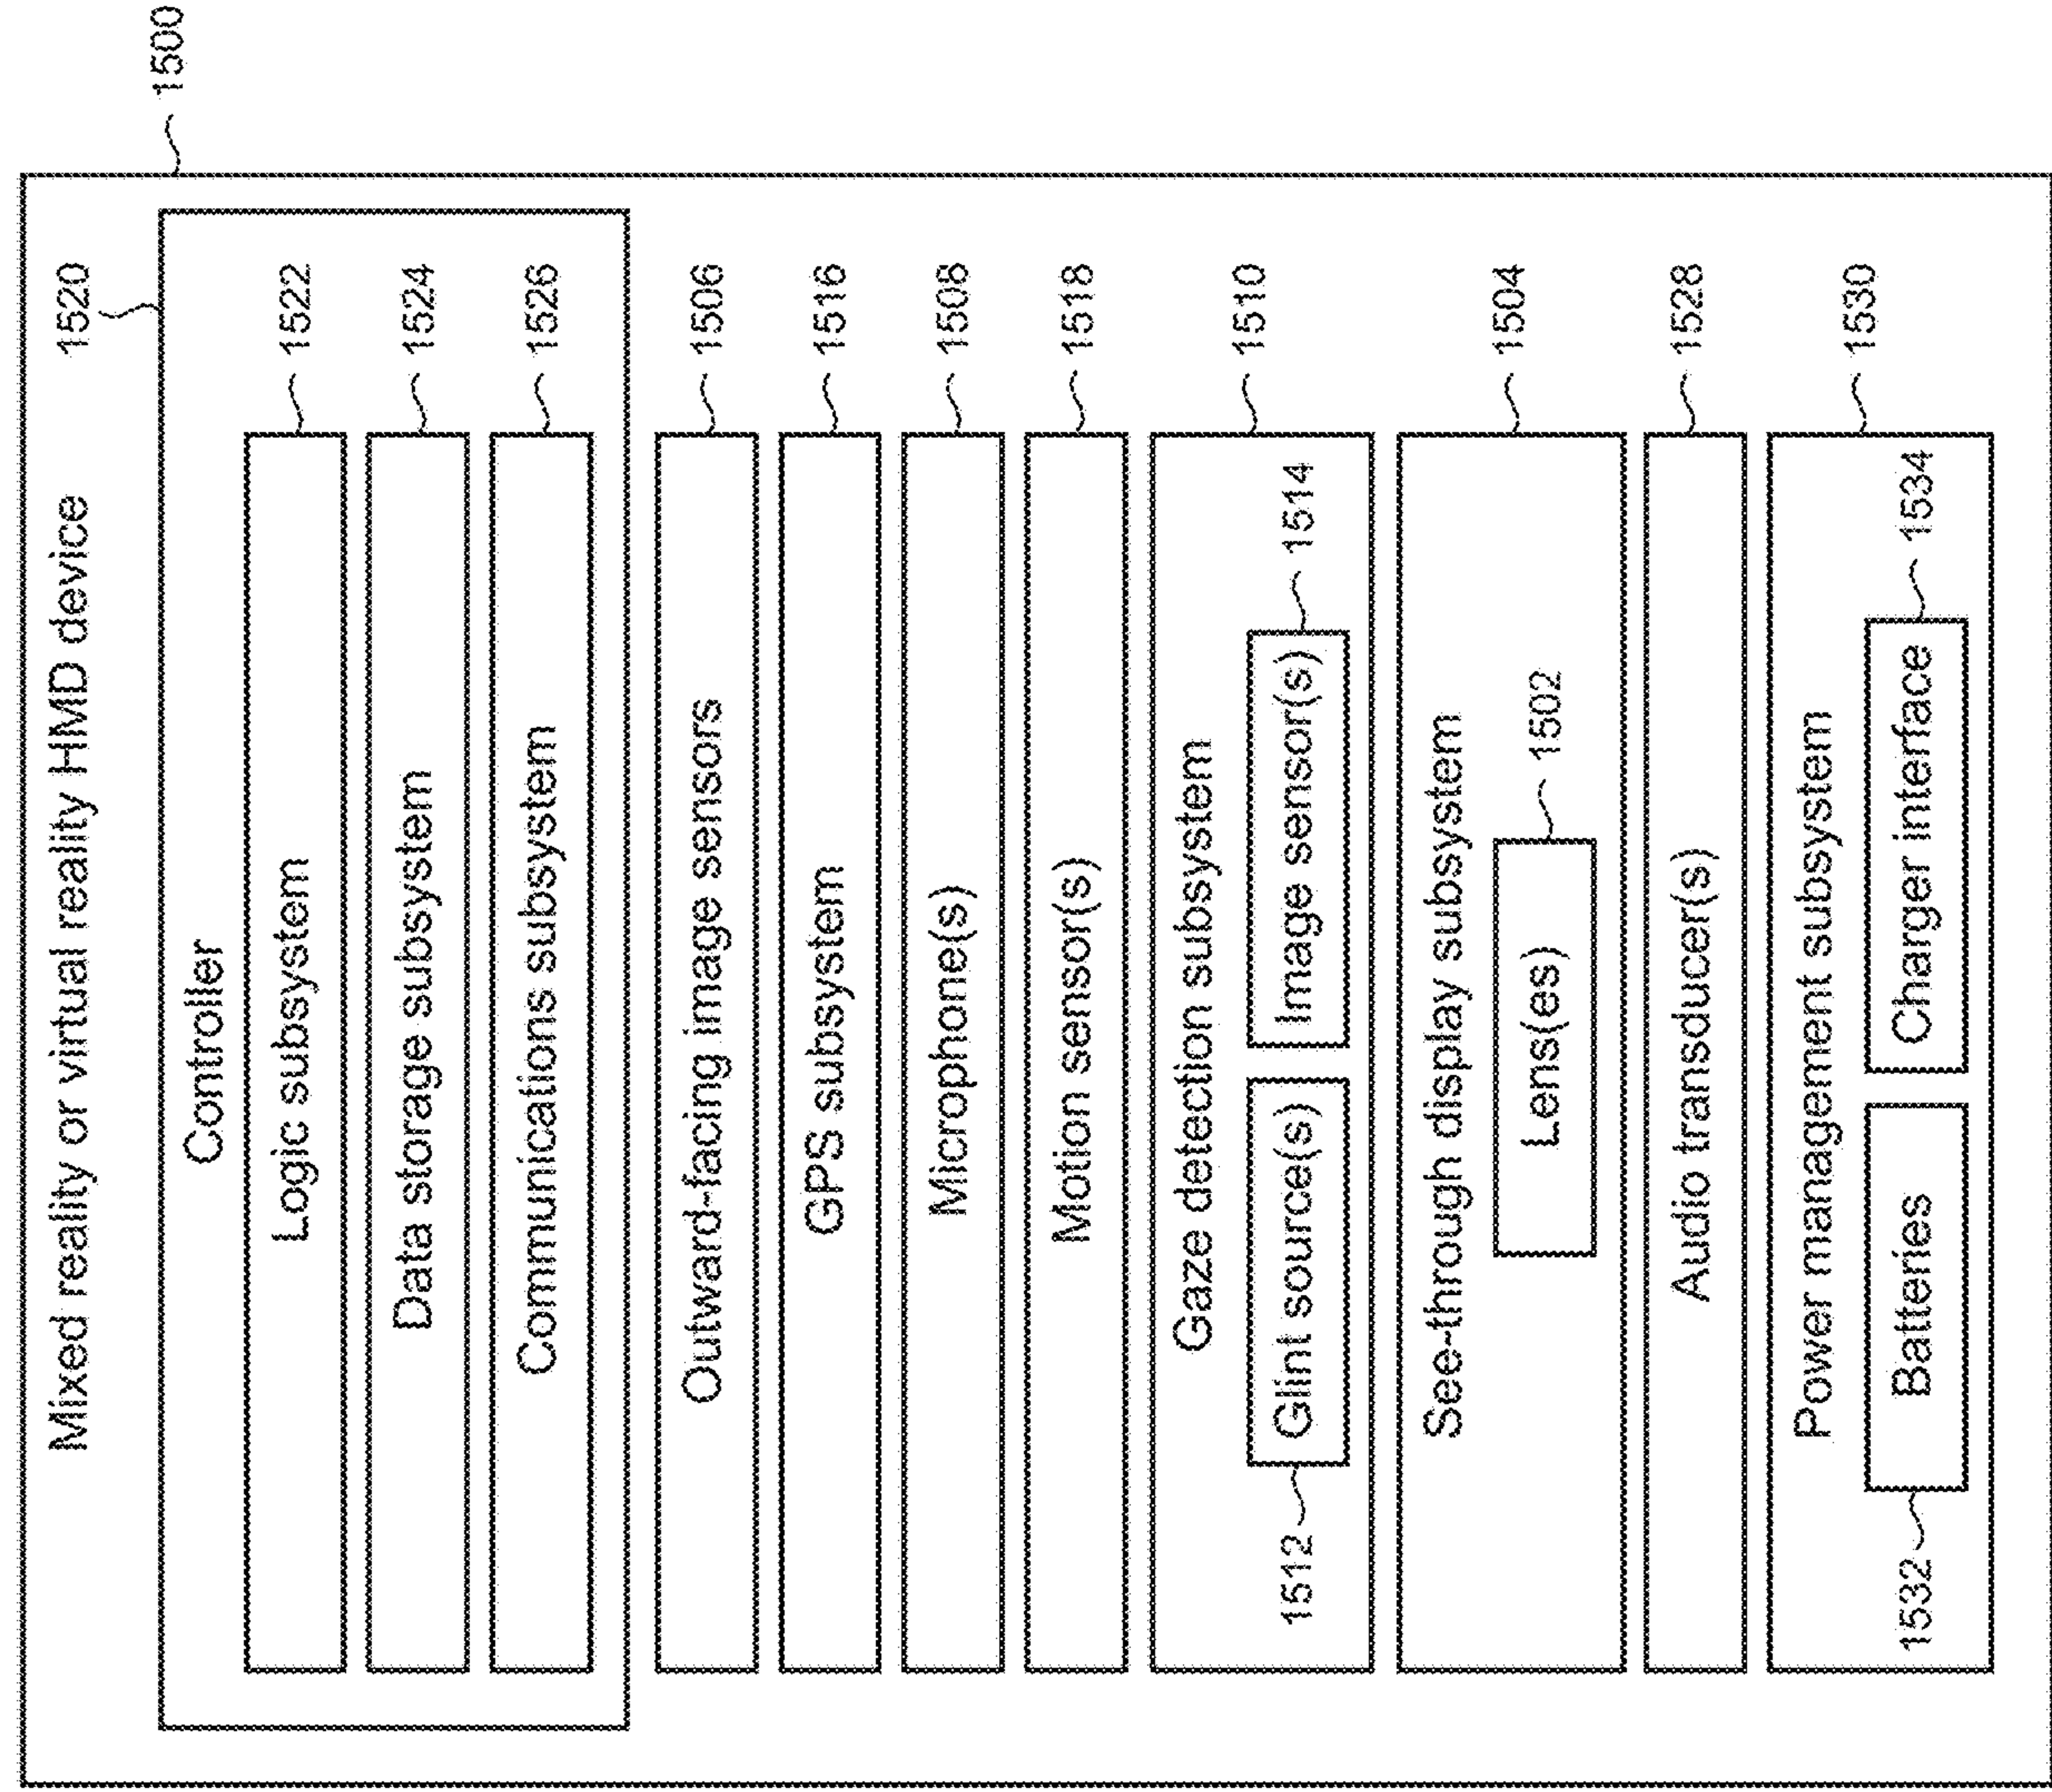 1500
Mixed reality or virtual reality HMD device
1520
Controller
Logic subsystem
1522
Data storage subsystem
1524
Communications subsystem
1526
Outward-facing image sensors
1506
GPS subsystem
1516
Microphone(s)
1508
Motion sensor(s)
1518
Gaze detection subsystem
1510
1512
Glint source(s)
Image sensor(s)
1514
See-through display subsystem
1504
Lens(es)
1502
Audio transducer(s)
1528
Power management subsystem
1530
1532
Batteries
Charger interface
1534